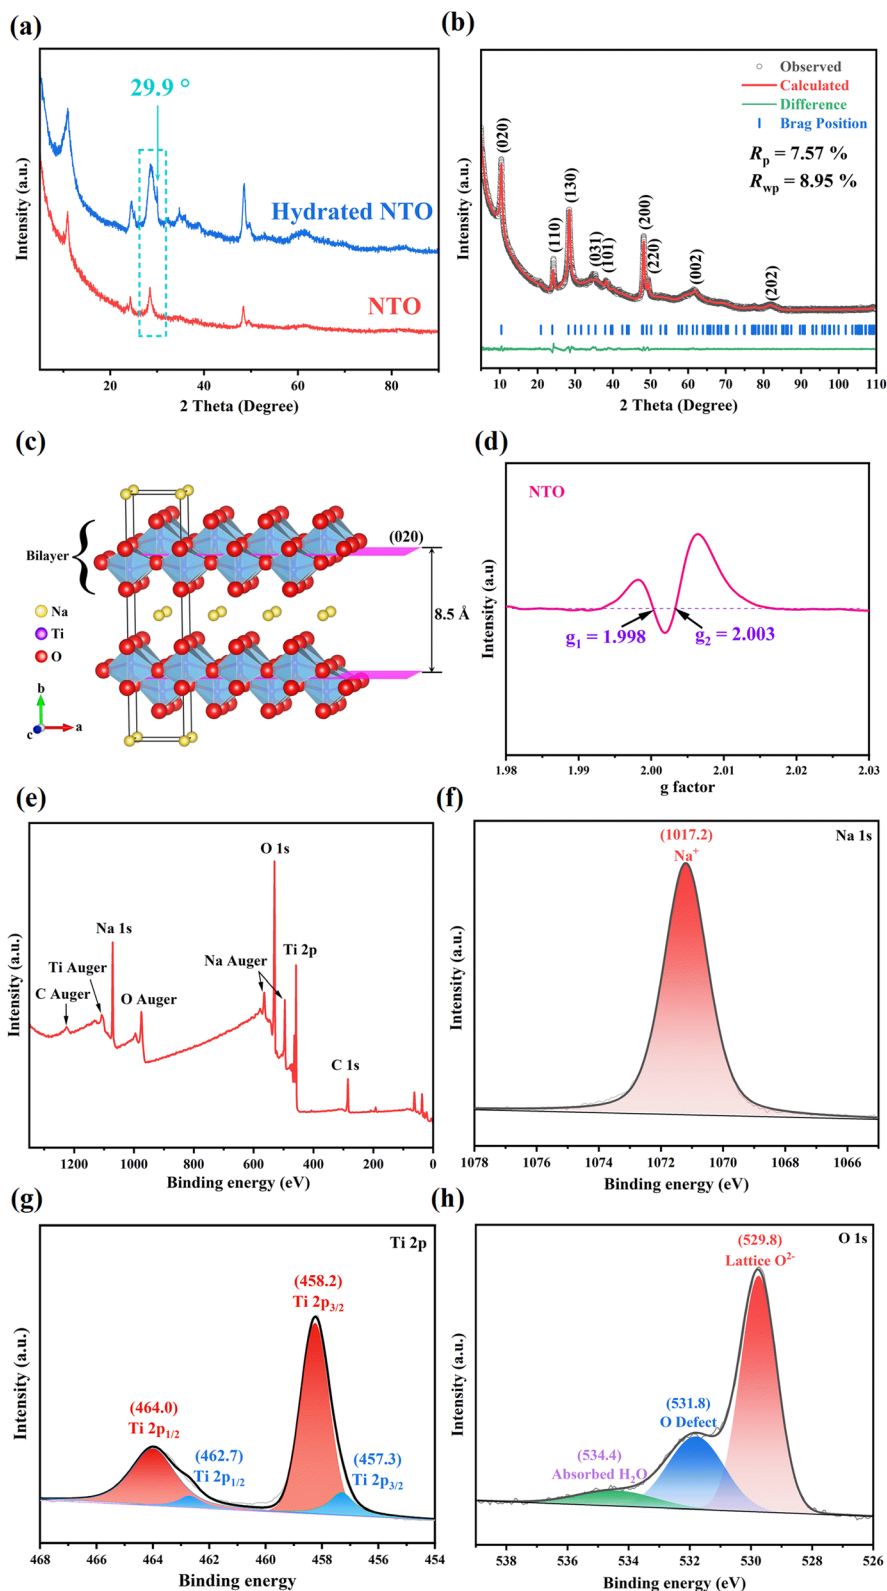 (a)
29.9 °
Hydrated NTO
NTO
Intensity (a.u.)
20
40
60
80
2 Theta (Degree)
(b)
Observed
Calculated
Difference
Brag Position
Rp = 7.57 %
Rwp = 8.95 %
(020)
(110)
(130)
(031)
(101)
(200)
(220)
(002)
(202)
Intensity (a.u.)
10 20 30 40 50 60 70 80 90 100 110
2 Theta (Degree)
(c)
Bilayer
(020)
8.5 Å
Na
Ti
O
b
c
a
(d)
NTO
g1 = 1.998
g2 = 2.003
Intensity (a.u)
1.98 1.99 2.00 2.01 2.02 2.03
g factor
(e)
O 1s
Na 1s
Ti 2p
Na Auger
Ti Auger
C Auger
O Auger
C 1s
Intensity (a.u.)
1200 1000 800 600 400 200 0
Binding energy (eV)
(f)
(1017.2)
Na+
Na 1s
Intensity (a.u.)
1078 1076 1074 1072 1070 1068 1066
Binding energy (eV)
(g)
Ti 2p
(458.2)
Ti 2p3/2
(464.0)
Ti 2p1/2
(462.7)
Ti 2p1/2
(457.3)
Ti 2p3/2
Intensity (a.u.)
468 466 464 462 460 458 456 454
Binding energy
(h)
(529.8)
Lattice O2-
O 1s
(531.8)
O Defect
(534.4)
Absorbed H2O
Intensity (a.u.)
538 536 534 532 530 528 526
Binding energy (eV)